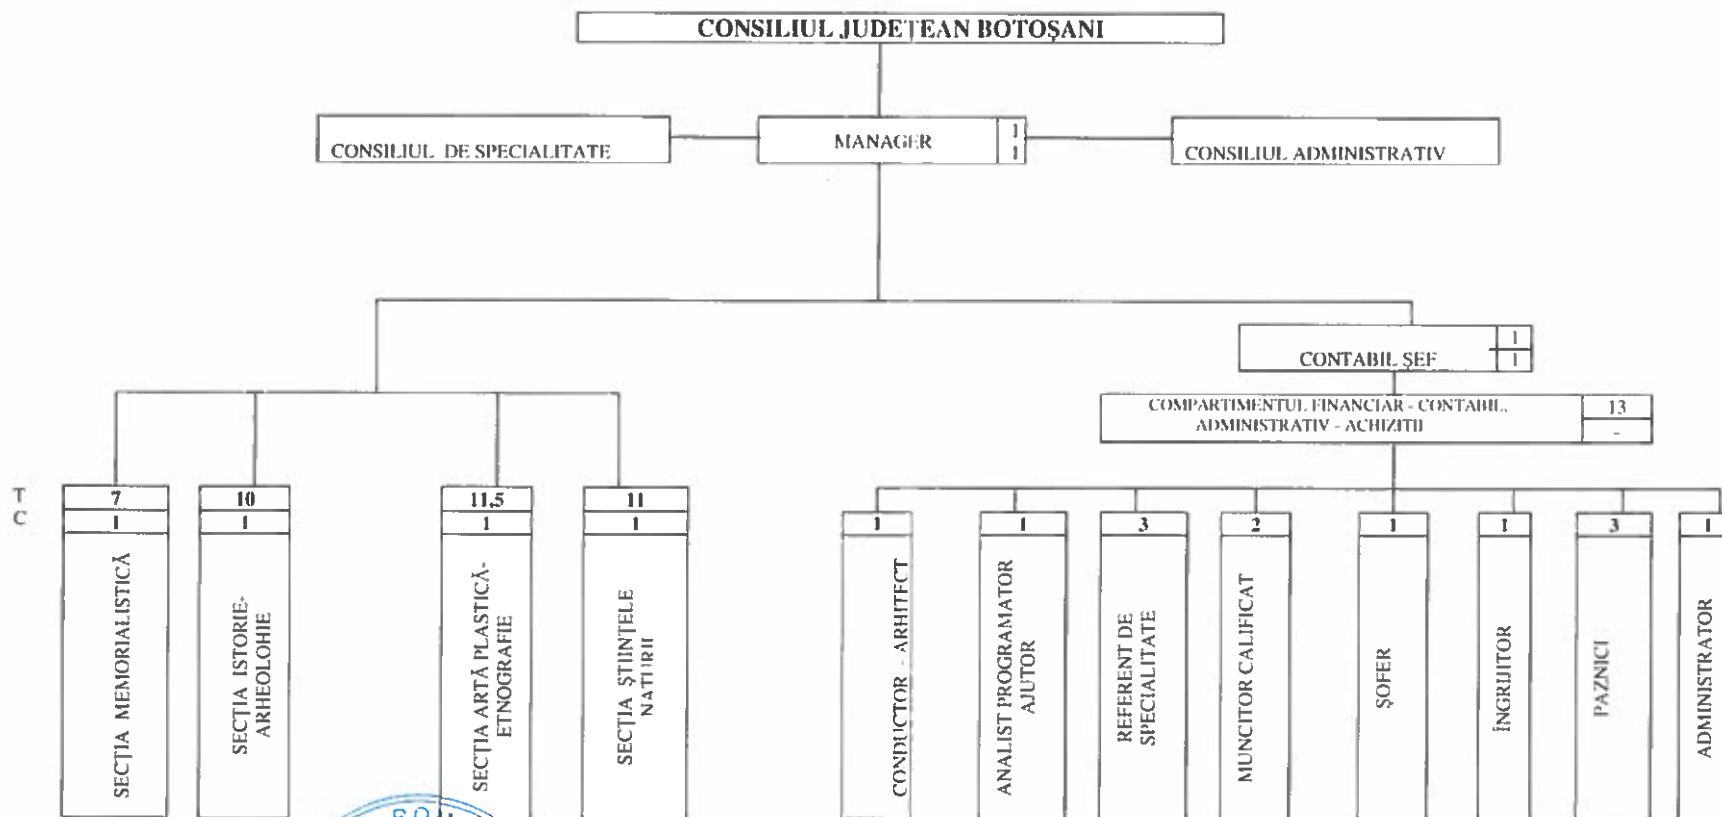 CONSILIUL JUDEȚEAN BOTOȘANI
CONSILIUL DE SPECIALITATE
MANAGER
1
1
CONSILIUL ADMINISTRATIV
CONTABIL ȘEF
1
1
COMPARTIMENTUL FINANCIAR - CONTABIL,
ADMINISTRATIV - ACHIZITII
13
-
T
C
7
1
SECȚIA MEMORIALISTICĂ
10
1
SECȚIA ISTORIE-
ARHEOLOHIE
11,5
1
SECȚIA ARTĂ PLASTICĂ-
ETNOGRAFIE
11
1
SECȚIA ȘTIINȚELE
NATURII
1
CONDUCTOR - ARHITECT
1
ANALIST PROGRAMATOR
AJUTOR
3
REFERENT DE
SPECIALITATE
2
MUNCITOR CALIFICAT
1
ȘOFER
1
ÎNGRIJITOR
3
PAZNICI
1
ADMINISTRATOR